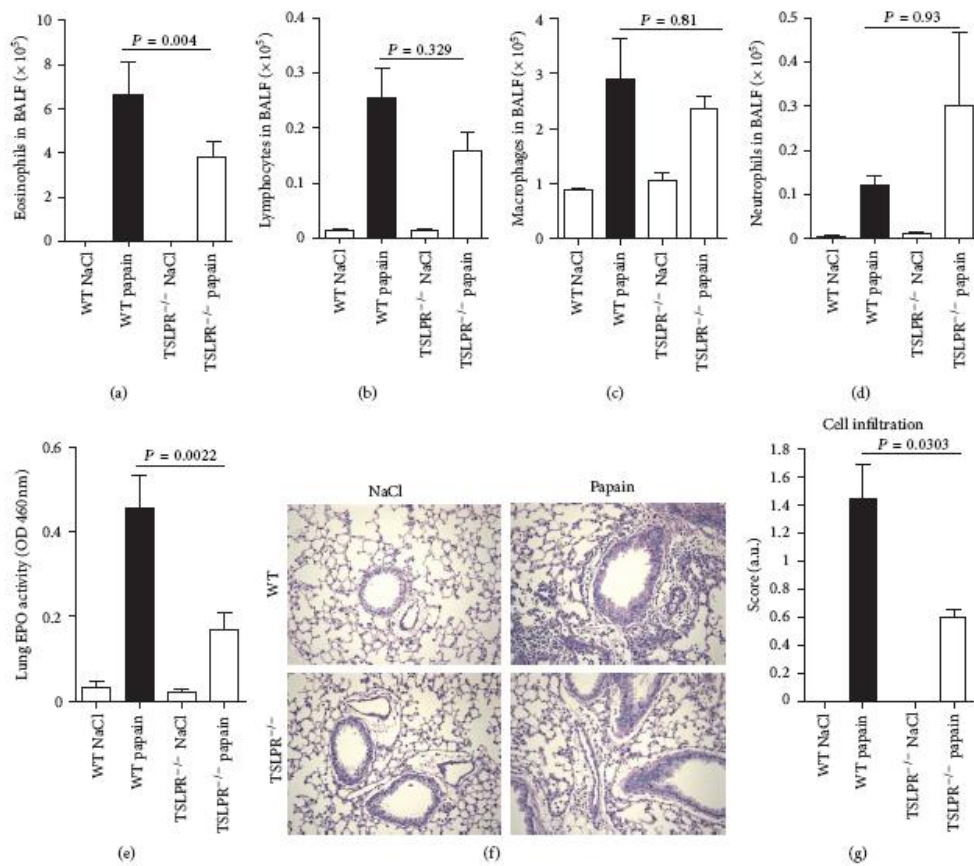 Eosinophils in BALF (× 10⁵)
10
8
6
4
2
0
P = 0.004
WT NaCl
WT papain
TSLPR⁻/⁻ NaCl
TSLPR⁻/⁻ papain
(a)
Lymphocytes in BALF (× 10⁵)
0.4
0.3
0.2
0.1
0
P = 0.329
WT NaCl
WT papain
TSLPR⁻/⁻ NaCl
TSLPR⁻/⁻ papain
(b)
Macrophages in BALF (× 10⁵)
4
3
2
1
0
P = 0.81
WT NaCl
WT papain
TSLPR⁻/⁻ NaCl
TSLPR⁻/⁻ papain
(c)
Neutrophils in BALF (× 10⁵)
0.5
0.4
0.3
0.2
0.1
0
P = 0.93
WT NaCl
WT papain
TSLPR⁻/⁻ NaCl
TSLPR⁻/⁻ papain
(d)
Lung EPO activity (OD 460 nm)
0.6
0.4
0.2
0
P = 0.0022
WT NaCl
WT papain
TSLPR⁻/⁻ NaCl
TSLPR⁻/⁻ papain
(e)
NaCl
Papain
WT
TSLPR⁻/⁻
(f)
Cell infiltration
Score (a.u.)
1.8
1.6
1.4
1.2
1.0
0.8
0.6
0.4
0.2
0
P = 0.0303
WT NaCl
WT papain
TSLPR⁻/⁻ NaCl
TSLPR⁻/⁻ papain
(g)